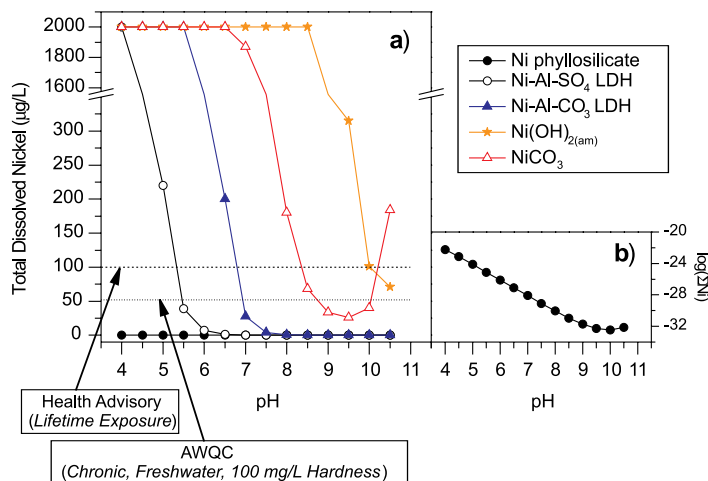 a)
Total Dissolved Nickel (µg/L)
2000
1800
1600
300
250
200
150
100
50
0
4 5 6 7 8 9 10 11
pH
Ni phyllosilicate
Ni-Al-SO₄ LDH
Ni-Al-CO₃ LDH
Ni(OH)₂(am)
NiCO₃
b)
-20
-24
-28
-32
log(ΣNi)
4 5 6 7 8 9 10 11
pH
Health Advisory
(Lifetime Exposure)
AWQC
(Chronic, Freshwater, 100 mg/L Hardness)